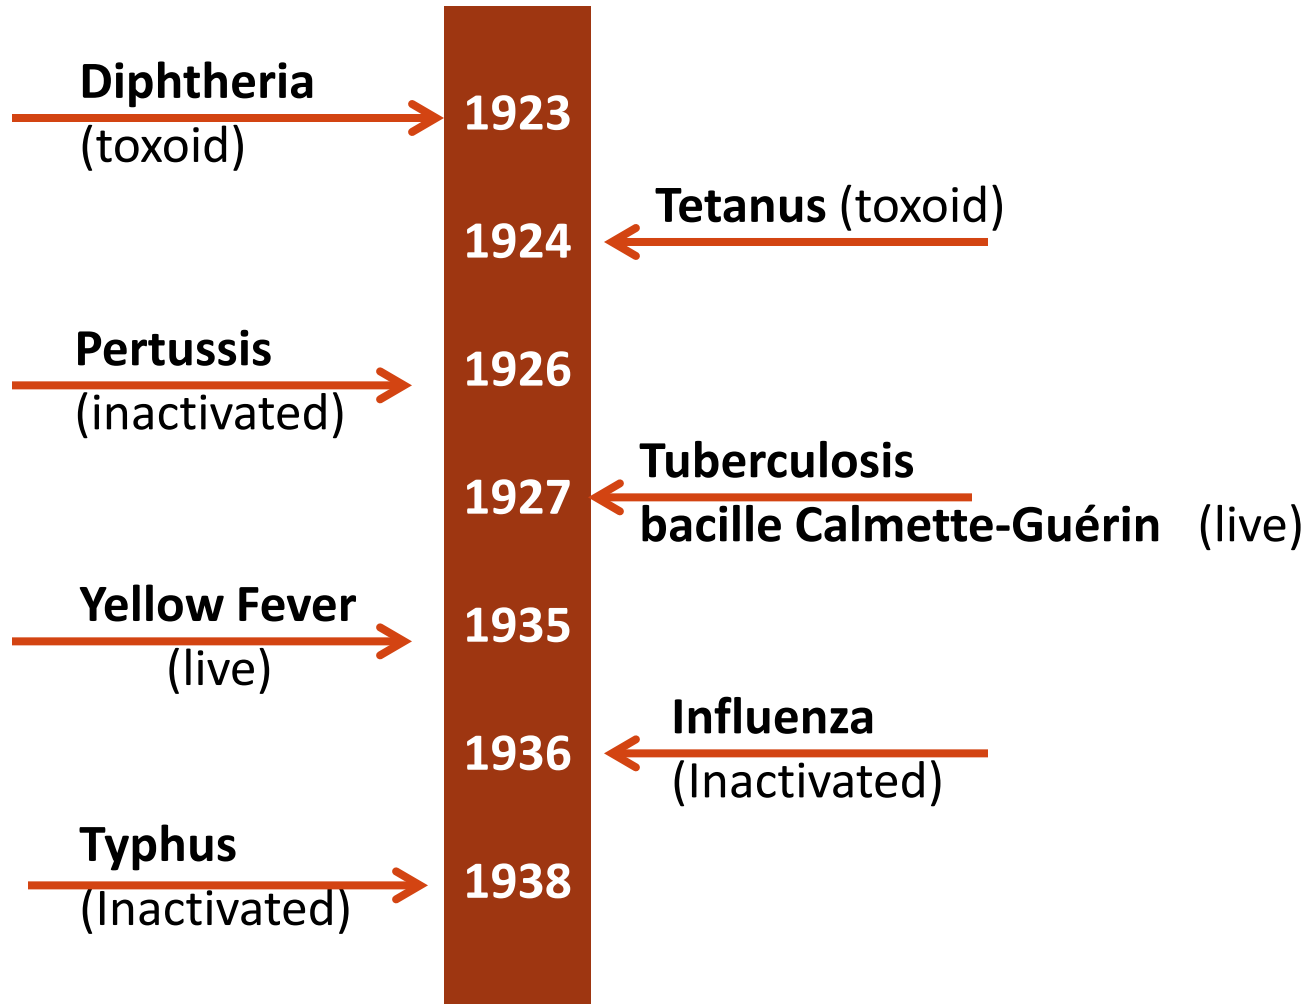 Diphtheria
(toxoid)
1923
Tetanus (toxoid)
1924
Pertussis
(inactivated)
1926
Tuberculosis
bacille Calmette-Guérin (live)
1927
Yellow Fever
(live)
1935
Influenza
(Inactivated)
1936
Typhus
(Inactivated)
1938